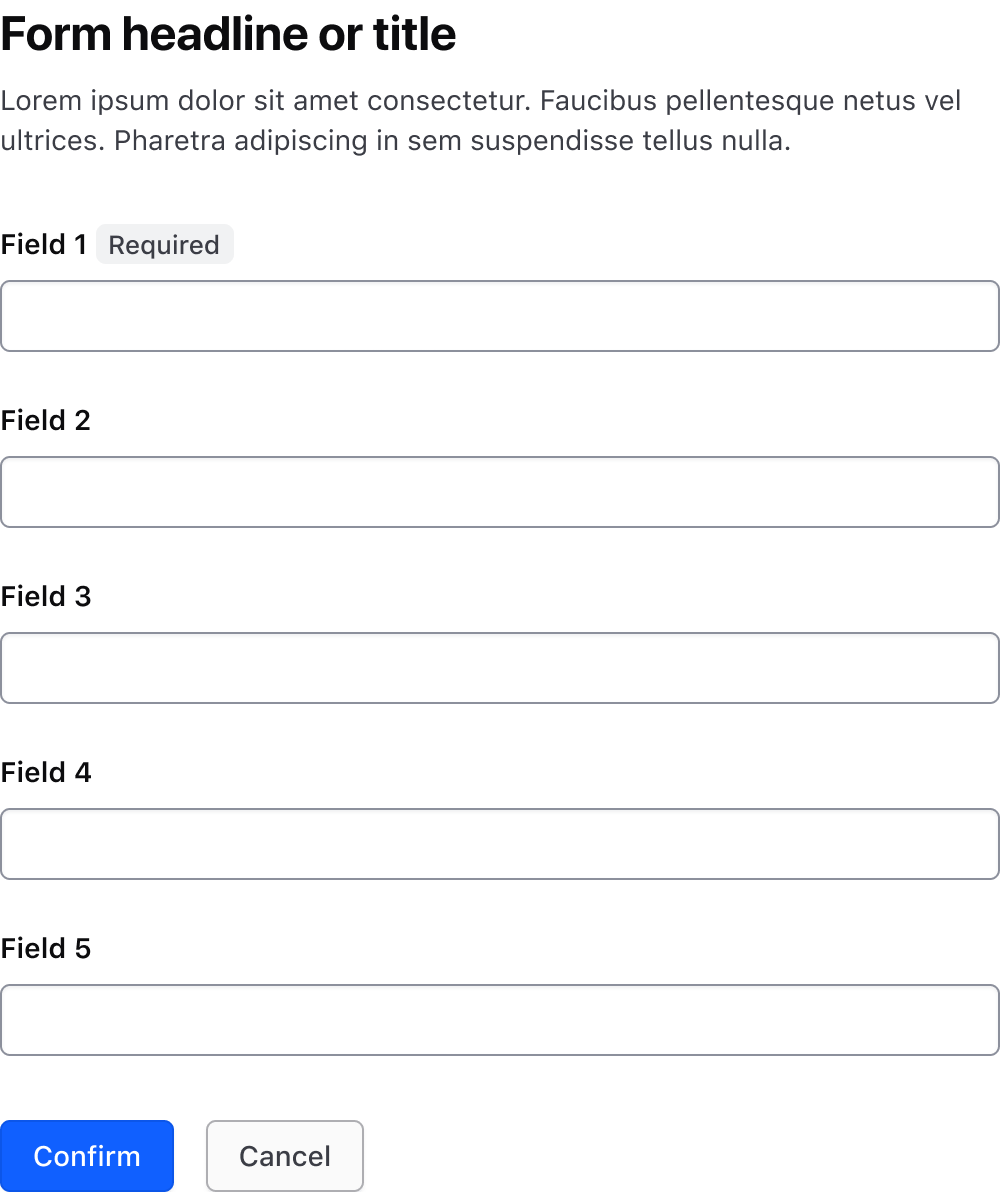 Form headline or title
Lorem ipsum dolor sit amet consectetur. Faucibus pellentesque netus vel
ultrices. Pharetra adipiscing in sem suspendisse tellus nulla.
Field 1 Required
Field 2
Field 3
Field 4
Field 5
Confirm Cancel